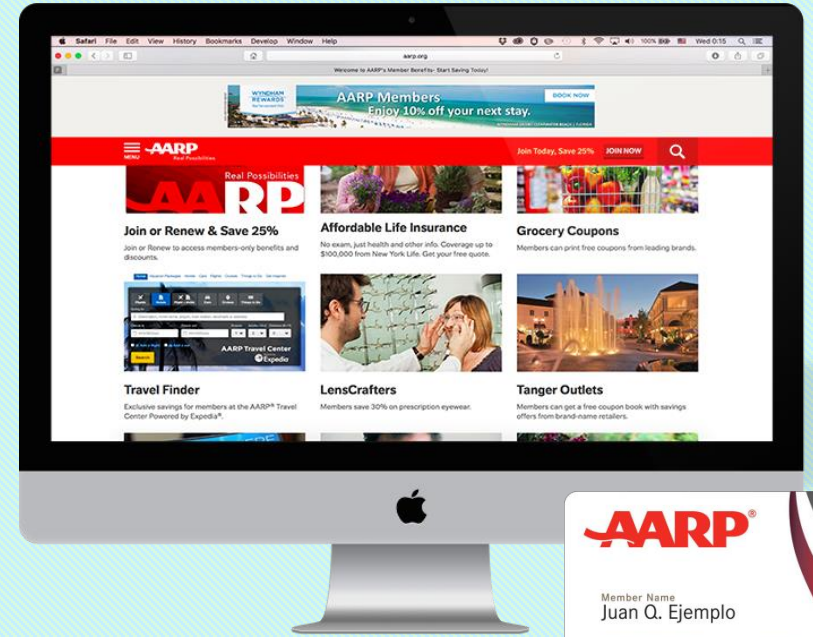 Safari File Edit View History Bookmarks Develop Window Help 100% Wed 0:15
aarp.org
Welcome to AARP's Member Benefits- Start Saving Today!
WYNDHAM REWARDS
AARP Members
Enjoy 10% off your next stay.
BOOK NOW
MENU
AARP
Real Possibilities
Join Today, Save 25% JOIN NOW
Real Possibilities
AARP
Join or Renew & Save 25%
Join or Renew to access members-only benefits and
discounts.
Affordable Life Insurance
No exam, just health and other info. Coverage up to
$100,000 from New York Life. Get your free quote.
Grocery Coupons
Members can print free coupons from leading brands.
AARP Travel Center
Expedia
Search
Travel Finder
Exclusive savings for members at the AARP® Travel
Center Powered by Expedia®.
LensCrafters
Members save 30% on prescription eyewear.
Tanger Outlets
Members can get a free coupon book with savings
offers from brand-name retailers.
AARP®
Member Name
Juan Q. Ejemplo